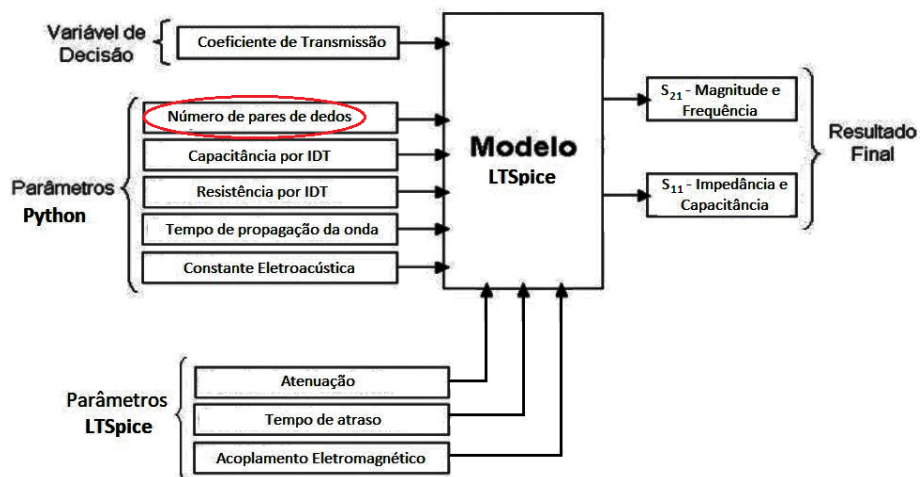 Variável de
Decisão
Coeficiente de Transmissão
Parâmetros
Python
Número de pares de dedos
Capacitância por IDT
Resistência por IDT
Tempo de propagação da onda
Constante Eletroacústica
Modelo
LTSpice
S21 - Magnitude e
Frequência
S11 - Impedância e
Capacitância
Resultado
Final
Parâmetros
LTSpice
Atenuação
Tempo de atraso
Acoplamento Eletromagnético